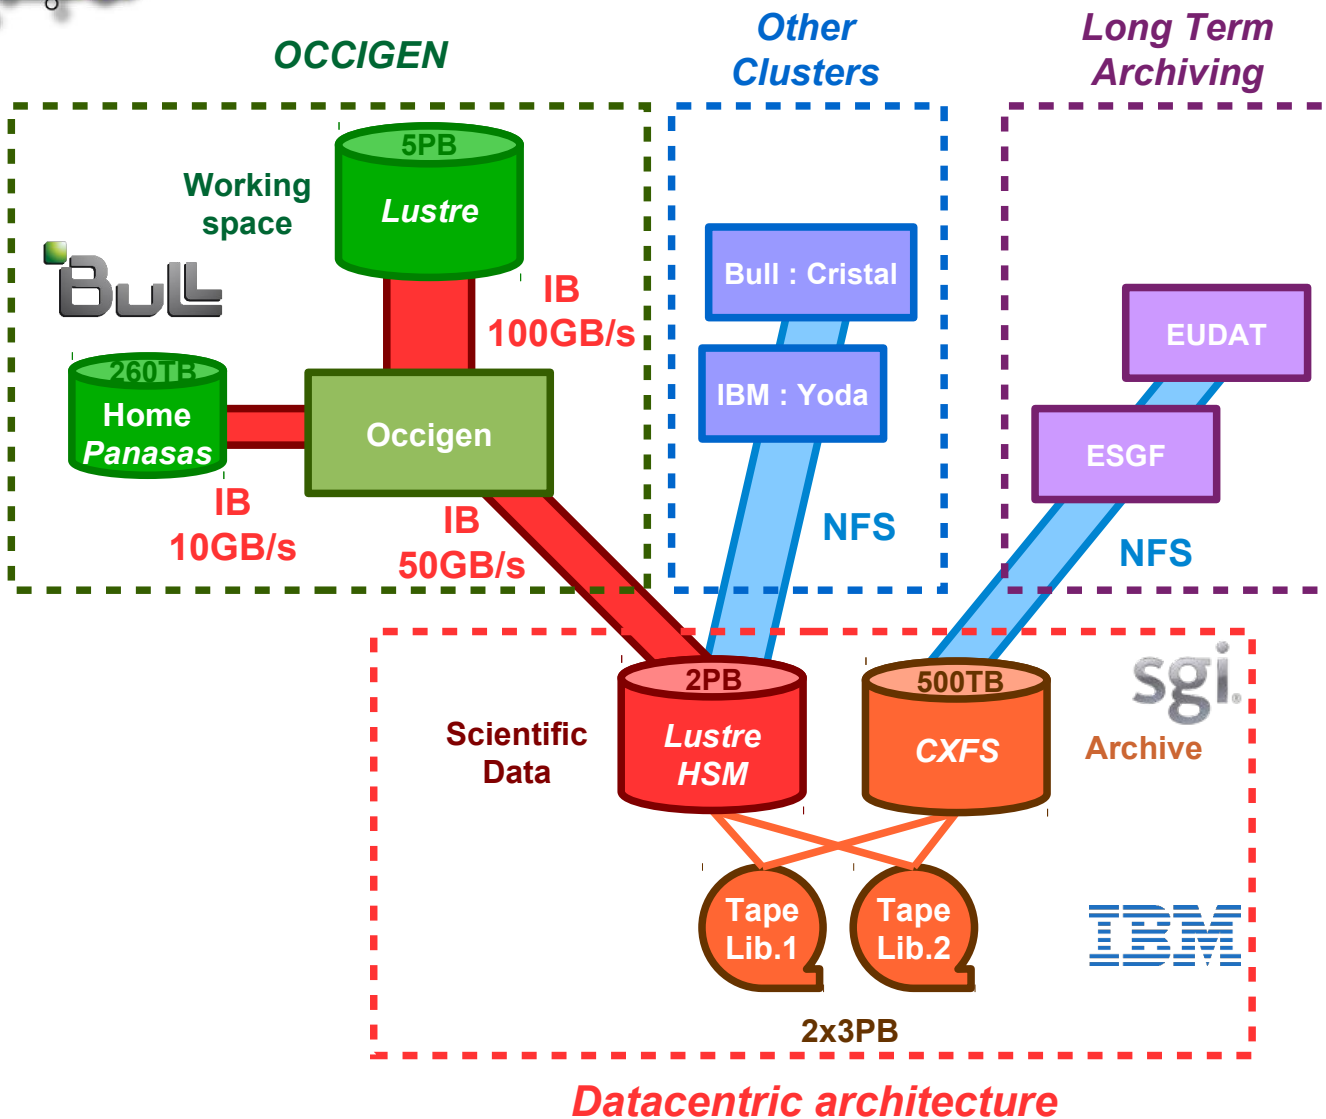 OCCIGEN
Other
Clusters
Long Term
Archiving
5PB
Lustre
Working
space
Bull
IB
100GB/s
260TB
Home
Panasas
Occigen
IB
10GB/s
IB
50GB/s
Bull : Cristal
IBM : Yoda
NFS
EUDAT
ESGF
NFS
2PB
Lustre
HSM
Scientific
Data
500TB
CXFS
sgi.
Archive
Tape
Lib.1
Tape
Lib.2
IBM
2x3PB
Datacentric architecture